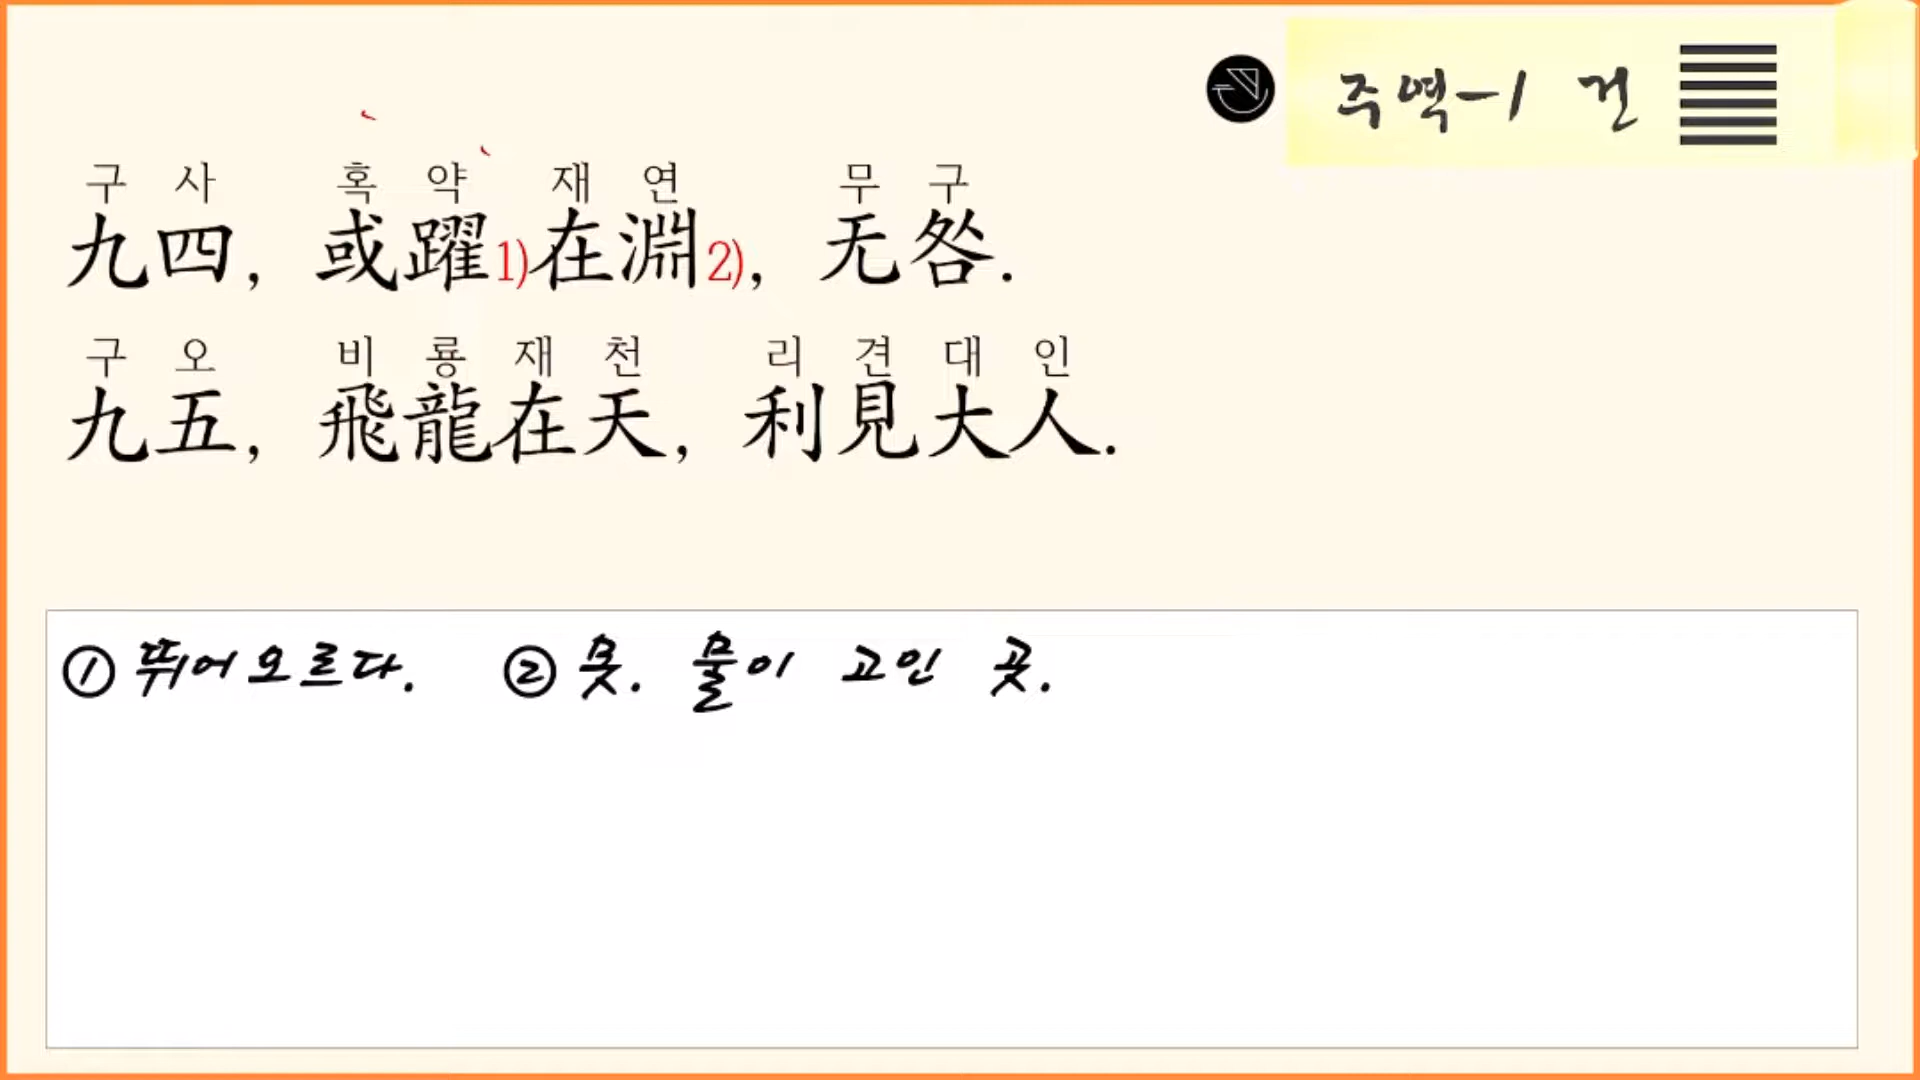 주역-1 건
구 사 혹 약 재 연 무 구
九四, 或躍1)在淵2), 无咎.
구 오 비 룡 재 천 리 견 대 인
九五, 飛龍在天, 利見大人.
① 뛰어오르다. ② 못. 물이 고인 곳.